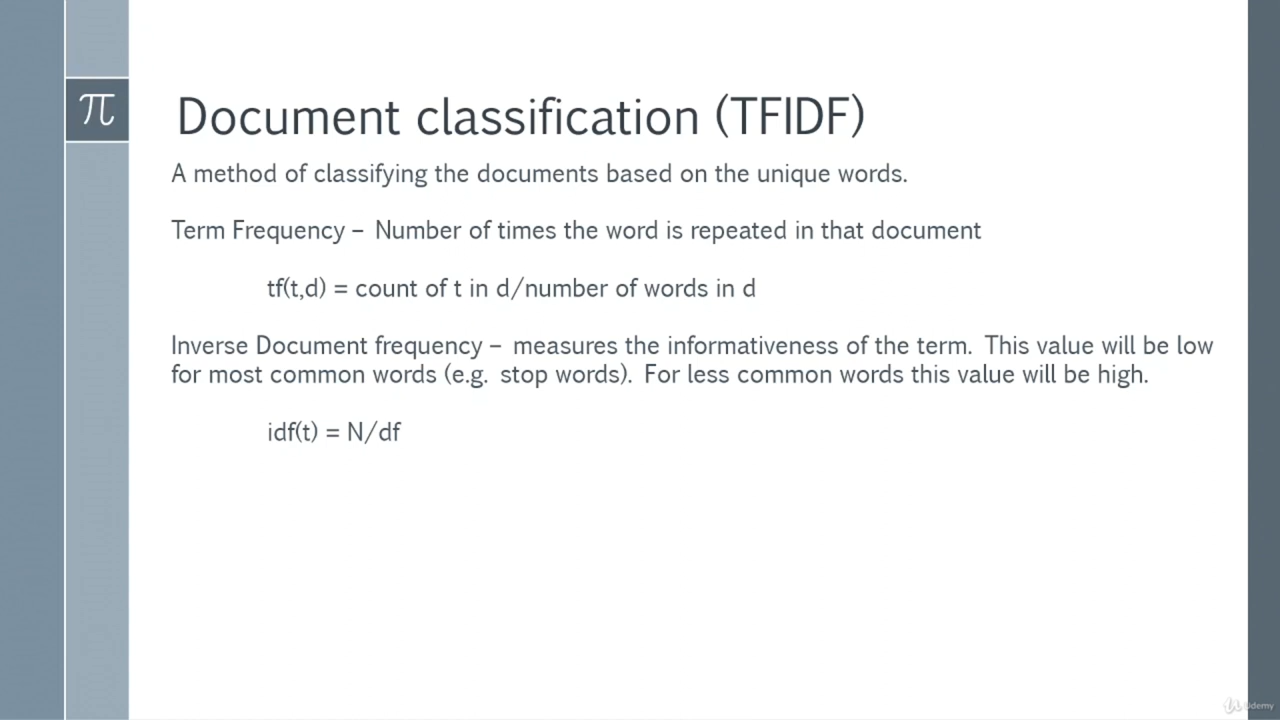 π
Document classification (TFIDF)
A method of classifying the documents based on the unique words.
Term Frequency – Number of times the word is repeated in that document
tf(t,d) = count of t in d/number of words in d
Inverse Document frequency – measures the informativeness of the term. This value will be low
for most common words (e.g. stop words). For less common words this value will be high.
idf(t) = N/df
Udemy